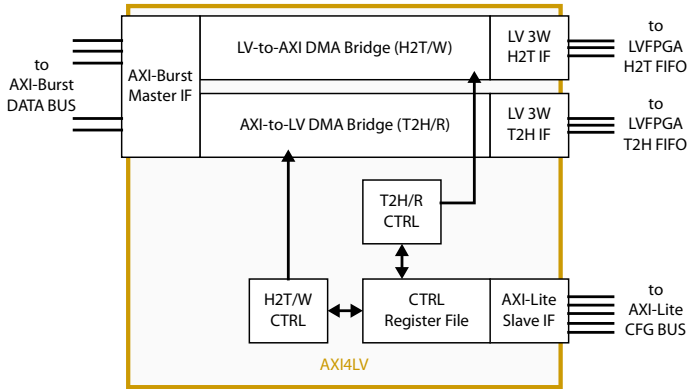 to
AXI-Burst
DATA BUS
AXI-Burst
Master IF
LV-to-AXI DMA Bridge (H2T/W)
LV 3W
H2T IF
to
LVFPGA
H2T FIFO
AXI-to-LV DMA Bridge (T2H/R)
LV 3W
T2H IF
to
LVFPGA
T2H FIFO
T2H/R
CTRL
H2T/W
CTRL
CTRL
Register File
AXI-Lite
Slave IF
to
AXI-Lite
CFG BUS
AXI4LV